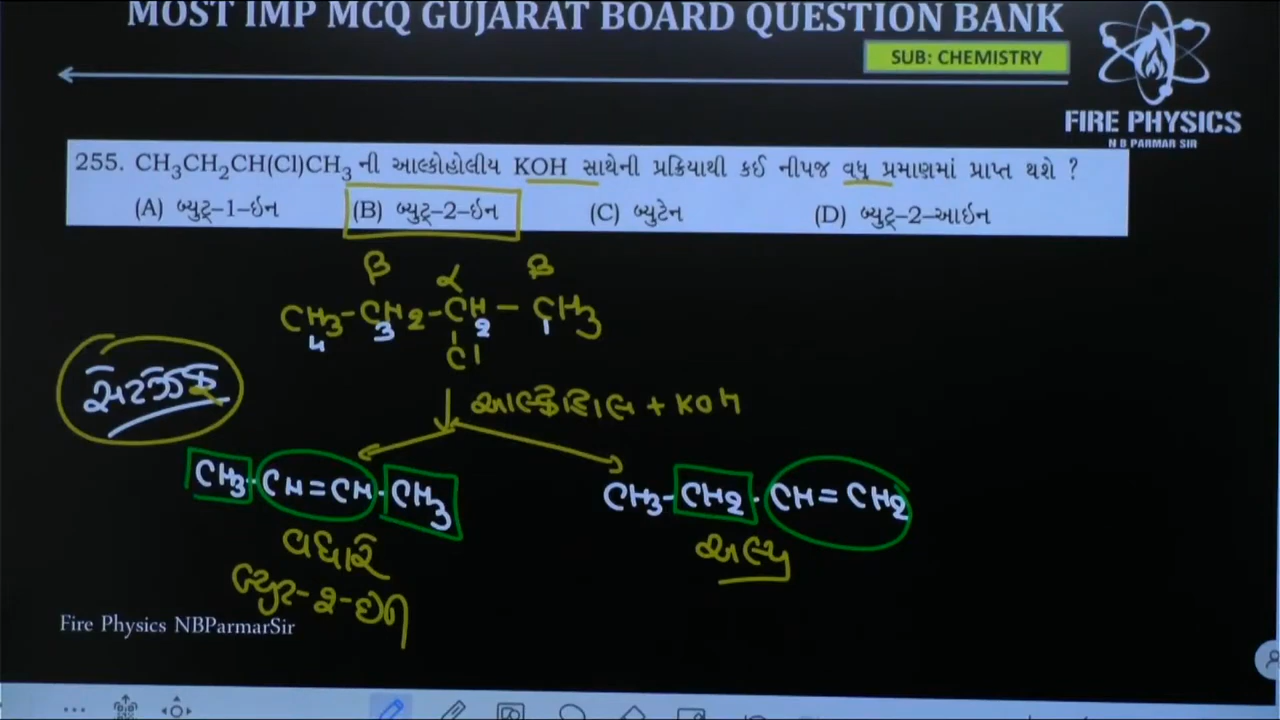 MOST IMP MCQ GUJARAT BOARD QUESTION BANK
SUB: CHEMISTRY
FIRE PHYSICS
N B PARMAR SIR
255. CH₃CH₂CH(Cl)CH₃ ની આલ્કોહોલીય KOH સાથેની પ્રક્રિયાથી કઈ નીપજ વધુ પ્રમાણમાં પ્રાપ્ત થશે ?
(A) બ્યુટ્-1-ઇન (B) બ્યુટ્-2-ઇન (C) બ્યુટેન (D) બ્યુટ્-2-આઇન
β α β
CH3-CH2-CH-CH3
4 3 2 1
Cl
સેટઝેફ
આલ્કોહોલ + KOH
CH3-CH=CH-CH3
CH3-CH2-CH=CH2
વધારે
અલ્પ
બ્યુટ-2-ઇન
Fire Physics NBParmarSir